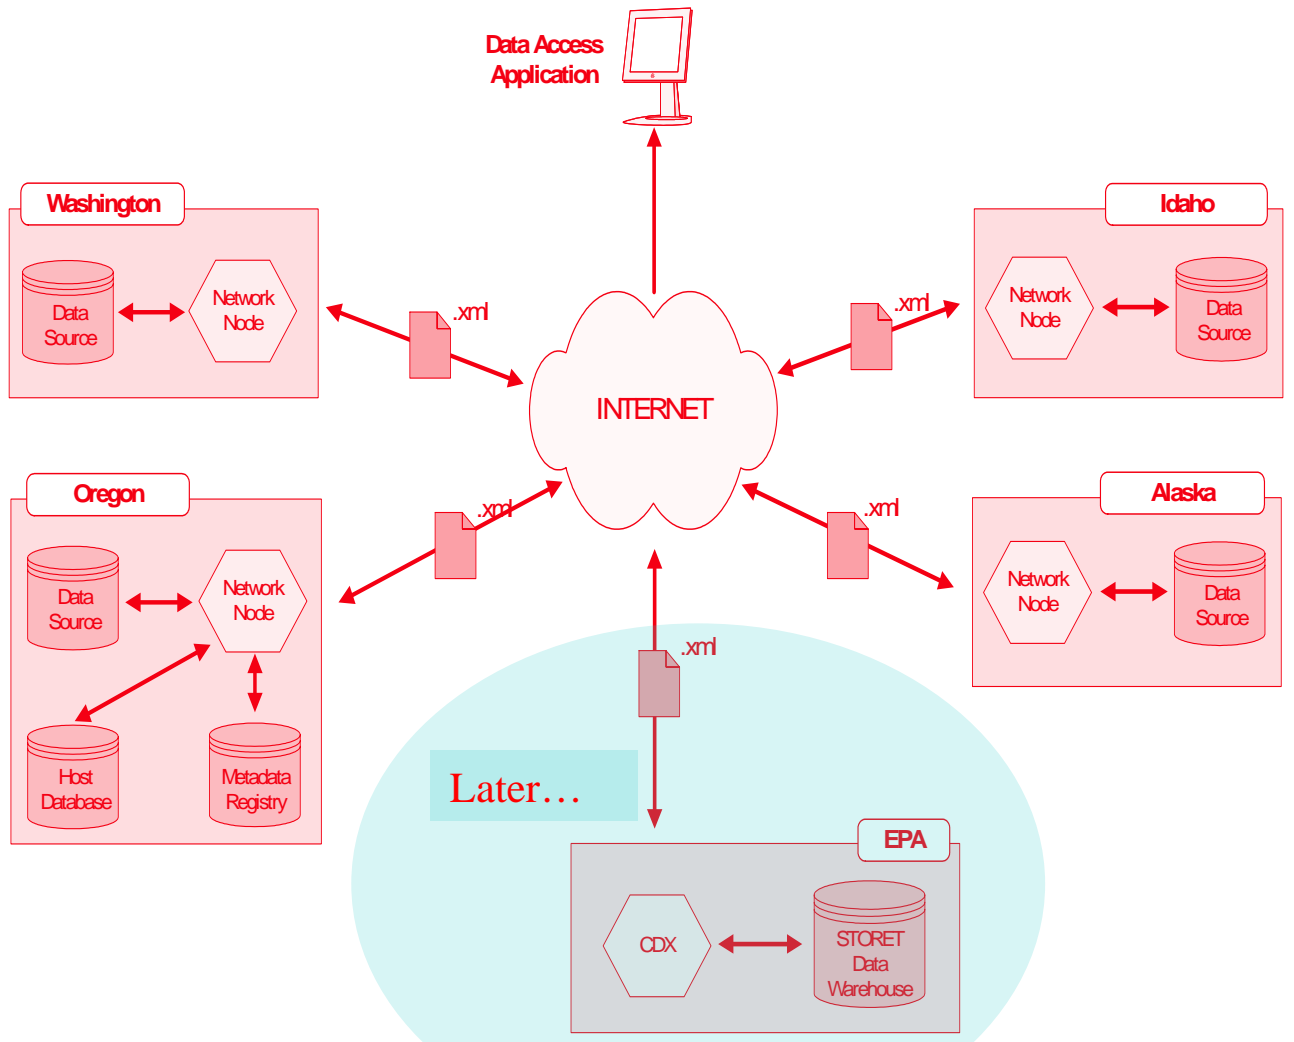 Data Access
Application
Washington
Data
Source
Network
Node
.xml
Idaho
Network
Node
Data
Source
.xml
INTERNET
Oregon
Data
Source
Network
Node
Host
Database
Metadata
Registry
.xml
Alaska
Network
Node
Data
Source
.xml
.xml
Later…
EPA
CDX
STORET
Data
Warehouse